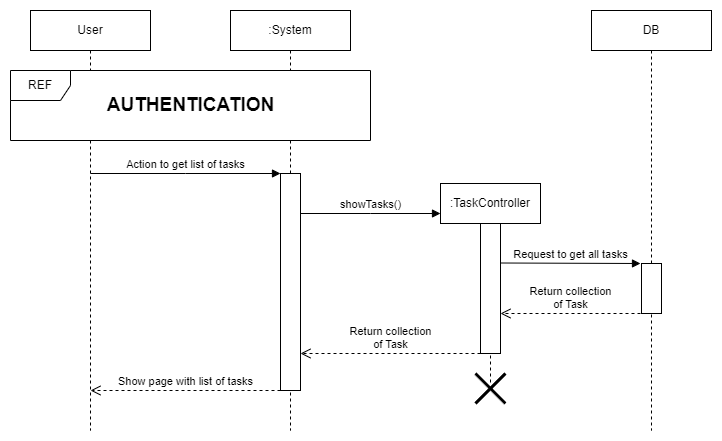 User
:System
DB
REF
AUTHENTICATION
Action to get list of tasks
showTasks()
:TaskController
Request to get all tasks
Return collection
of Task
Return collection
of Task
Show page with list of tasks